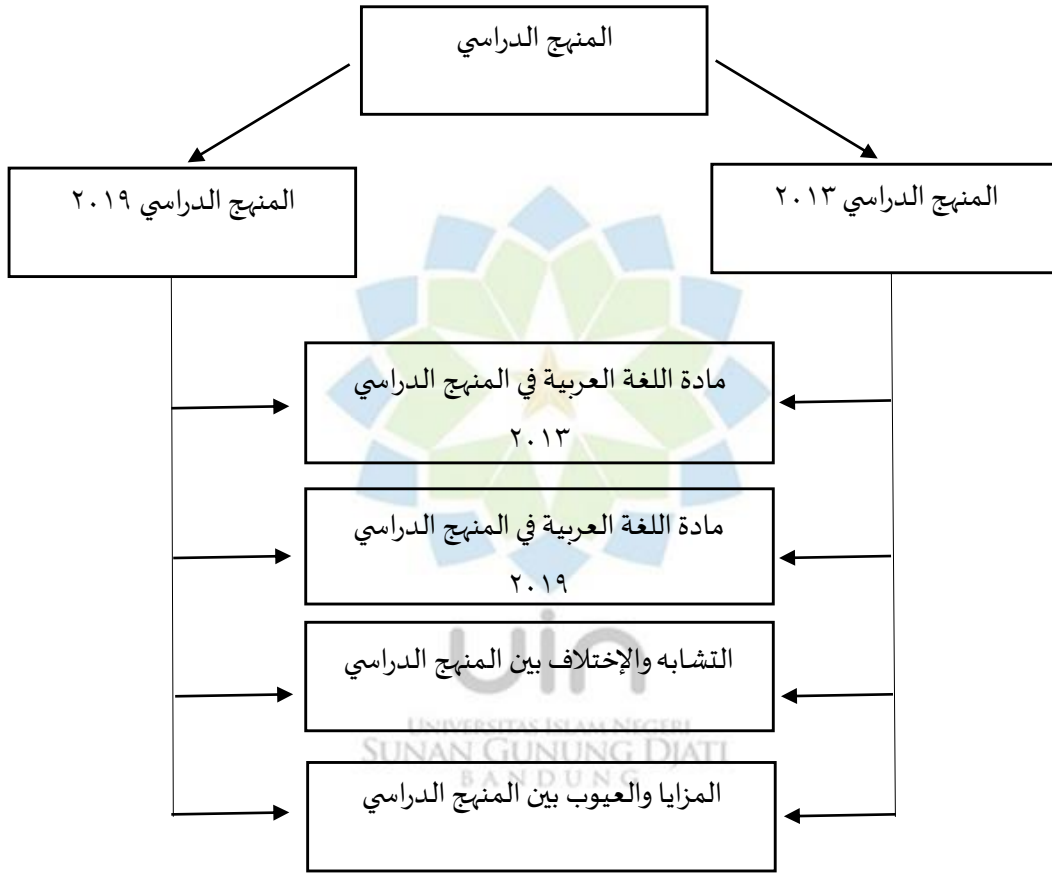 المنهج الدراسي
المنهج الدراسي ٢٠١٣
المنهج الدراسي ٢٠١٩
مادة اللغة العربية في المنهج الدراسي
٢٠١٣
مادة اللغة العربية في المنهج الدراسي
٢٠١٩
التشابه والإختلاف بين المنهج الدراسي
uin
UNIVERSITAS ISLAM NEGERI
SUNAN GUNUNG DJATI
BANDUNG
المزايا والعيوب بين المنهج الدراسي